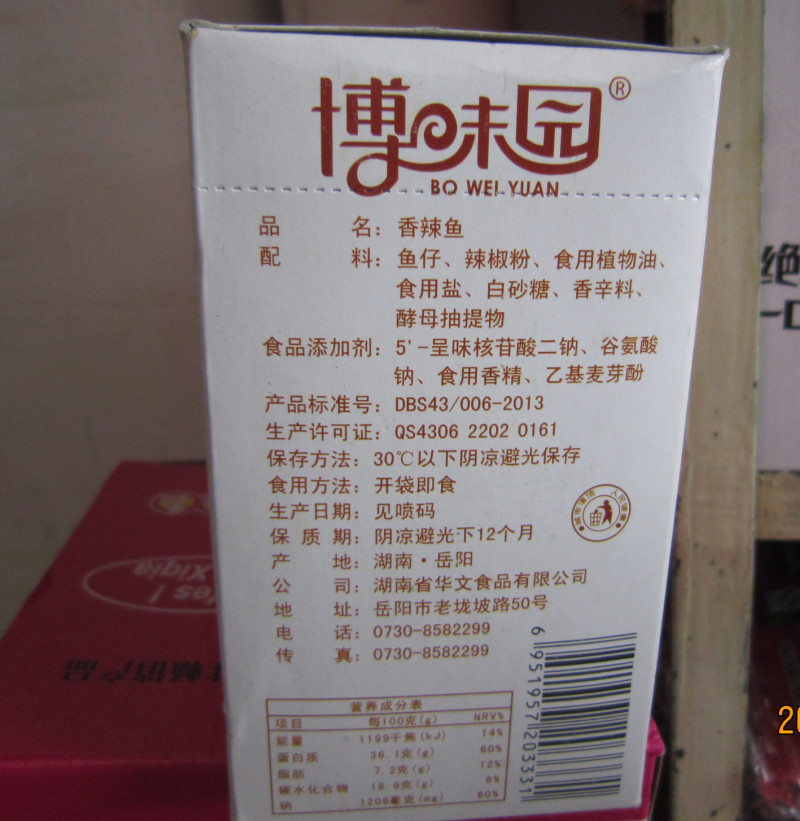 博味园®
BO WEI YUAN
品 名：香辣鱼
配 料：鱼仔、辣椒粉、食用植物油、
食用盐、白砂糖、香辛料、
酵母抽提物
食品添加剂：5'-呈味核苷酸二钠、谷氨酸
钠、食用香精、乙基麦芽酚
产品标准号：DBS43/006-2013
生产许可证：QS4306 2202 0161
保存方法：30℃以下阴凉避光保存
食用方法：开袋即食
生产日期：见喷码
保 质 期：阴凉避光下12个月
产 地：湖南·岳阳
公 司：湖南省华文食品有限公司
地 址：岳阳市老垅坡路50号
电 话：0730-8582299
传 真：0730-8582299
6 951957 203331
营养成分表
项目 每100克(g) NRV%
能量 1199千焦(kJ) 14%
蛋白质 36.1克(g) 60%
脂肪 7.2克(g) 12%
碳水化合物 18.6克(g) 6%
钠 1206毫克(mg) 60%
Yes!
Xiqia
畅销产品
绝
一口
20